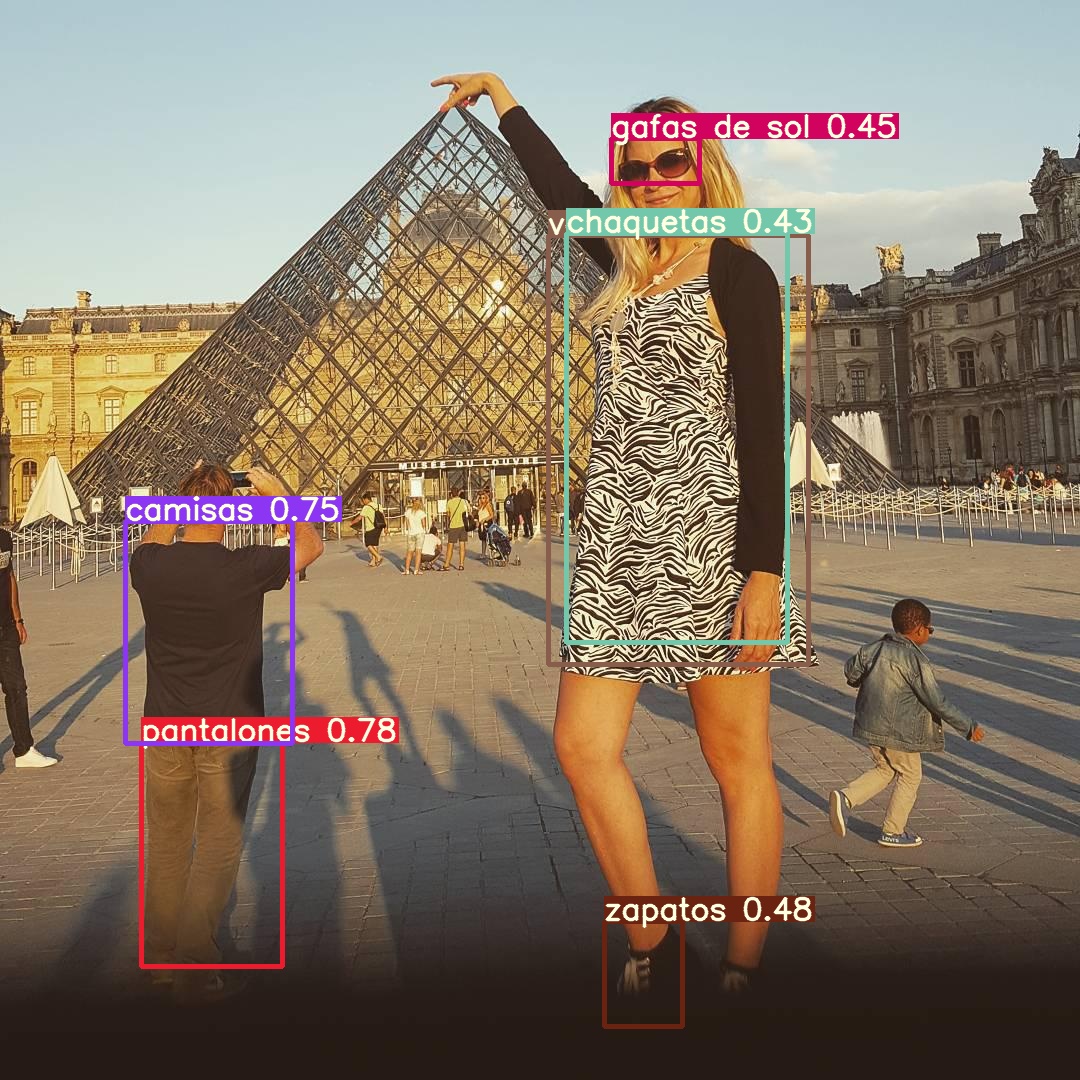 gafas de sol 0.45
v
chaquetas 0.43
MUSEE DU LOUVRE
camisas 0.75
pantalones 0.78
zapatos 0.48